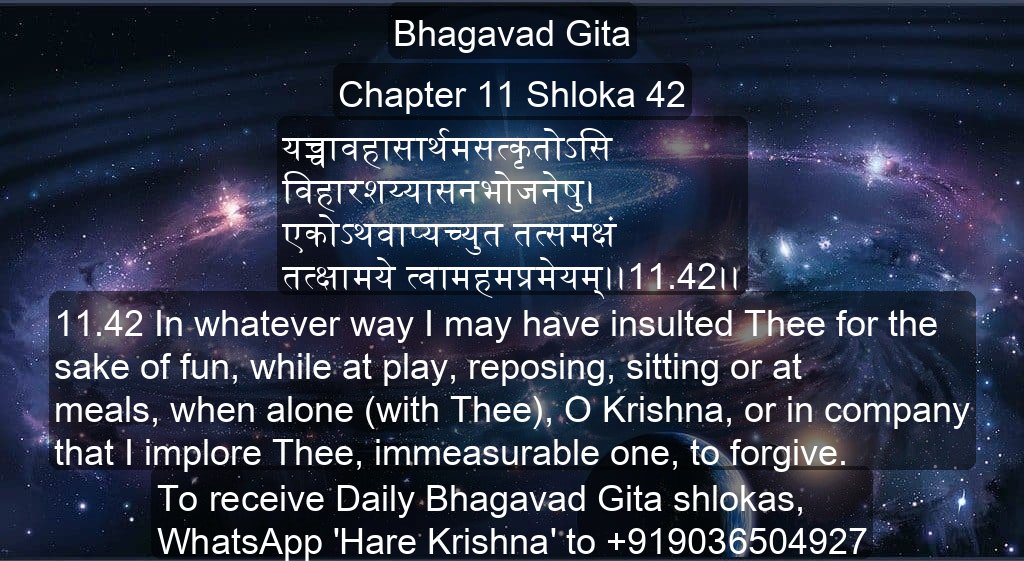 Bhagavad Gita
Chapter 11 Shloka 42
यच्चावहासार्थमसत्कृतोऽसि
विहारशय्यासनभोजनेषु।
एकोऽथवाप्यच्युत तत्समक्षं
तत्क्षामये त्वामहमप्रमेयम्।।11.42।।
11.42 In whatever way I may have insulted Thee for the
sake of fun, while at play, reposing, sitting or at
meals, when alone (with Thee), O Krishna, or in company
that I implore Thee, immeasurable one, to forgive.
To receive Daily Bhagavad Gita shlokas,
WhatsApp 'Hare Krishna' to +919036504927